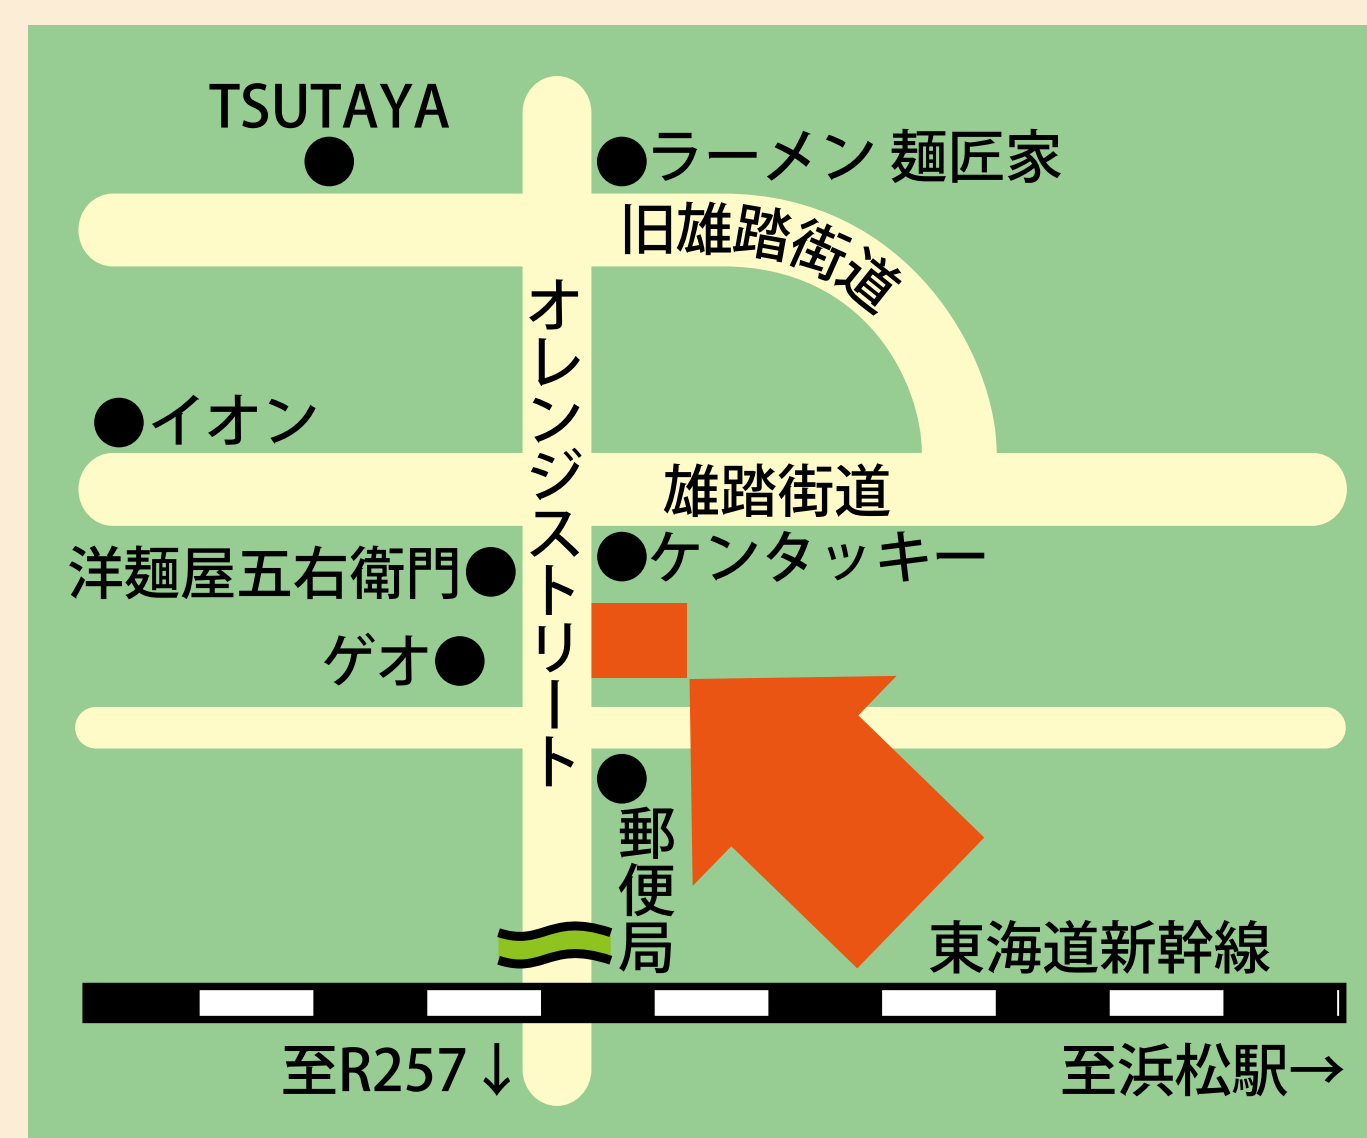 TSUTAYA
ラーメン 麺匠家
旧雄踏街道
オレンジストリート
イオン
雄踏街道
ケンタッキー
洋麺屋五右衛門
ゲオ
郵便局
東海道新幹線
至R257↓
至浜松駅→